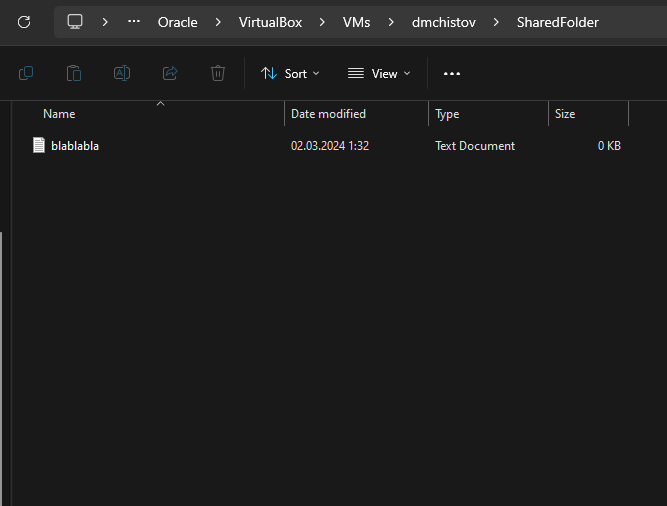 Oracle > VirtualBox > VMs > dmchistov > SharedFolder
Sort View
Name Date modified Type Size
blablabla 02.03.2024 1:32 Text Document 0 KB